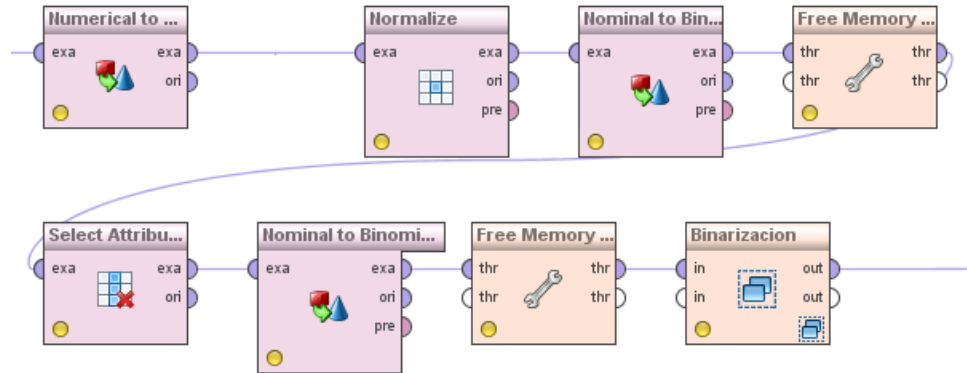 Numerical to ...
Normalize
Nominal to Bin...
Free Memory ...
exa exa exa exa exa exa thr thr
ori ori ori thr thr
pre pre
Select Attribu...
Nominal to Binomi...
Free Memory ...
Binarizacion
exa exa exa exa thr thr in out
ori ori thr thr in out
pre